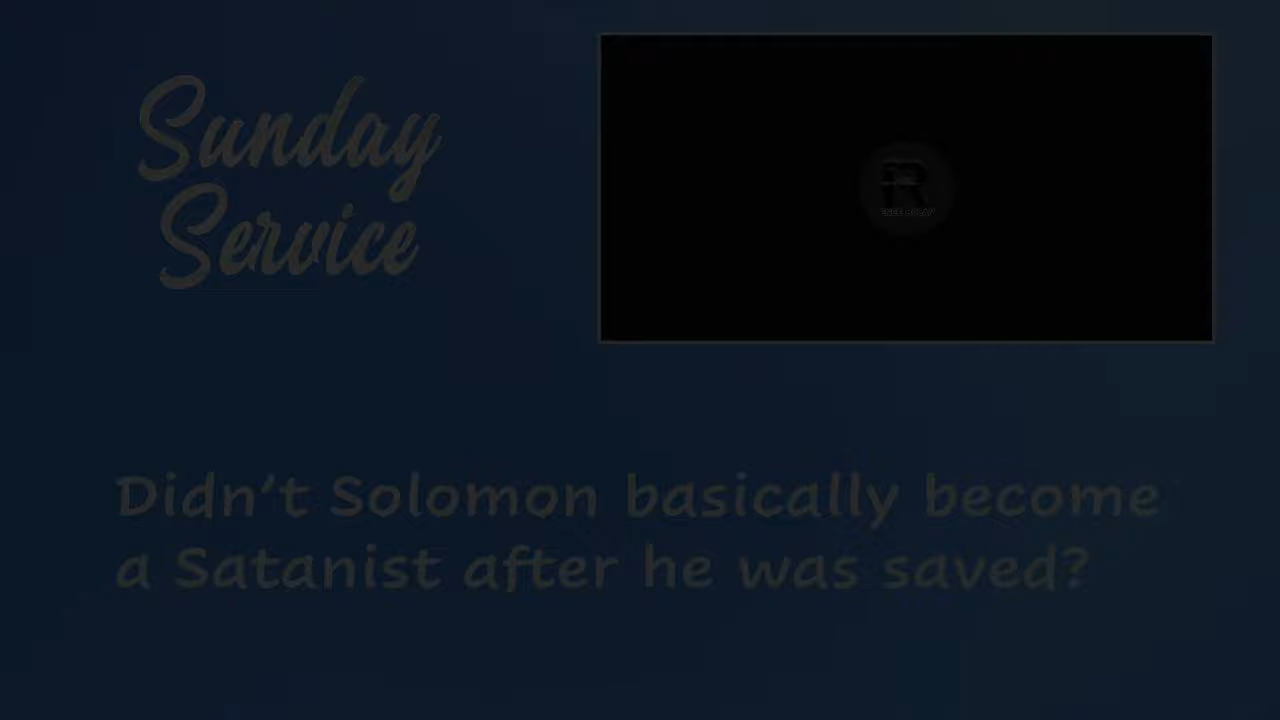 Sunday
Service
R
Didn't Solomon basically become
a Satanist after he was saved?